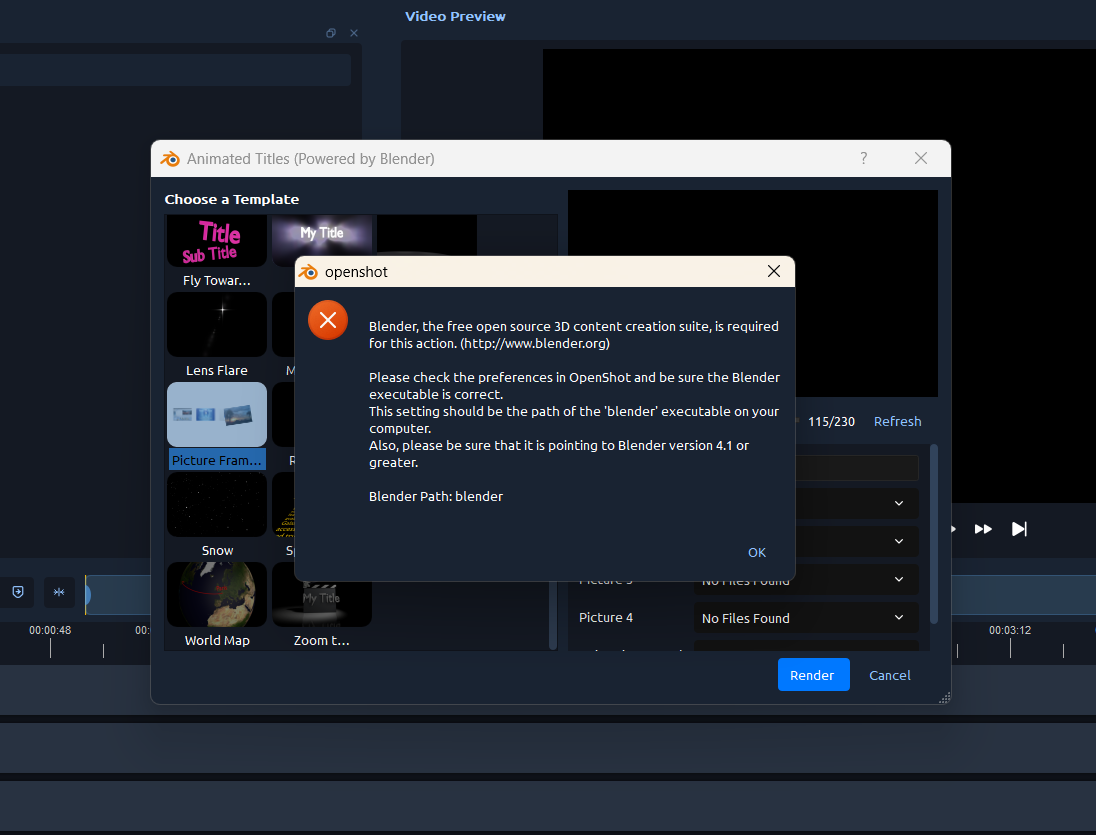 Video Preview
Animated Titles (Powered by Blender)
?
Choose a Template
Title
Sub Title
My Title
Fly Towar...
openshot
Blender, the free open source 3D content creation suite, is required
for this action. (http://www.blender.org)
Please check the preferences in OpenShot and be sure the Blender
executable is correct.
This setting should be the path of the 'blender' executable on your
computer.
Also, please be sure that it is pointing to Blender version 4.1 or
greater.
Blender Path: blender
OK
Lens Flare
M
115/230
Refresh
Picture Fram...
R
Snow
S
No Files Found
My Title
Picture 4
No Files Found
World Map
Zoom t...
Render
Cancel
00:00:48
00:
00:03:12